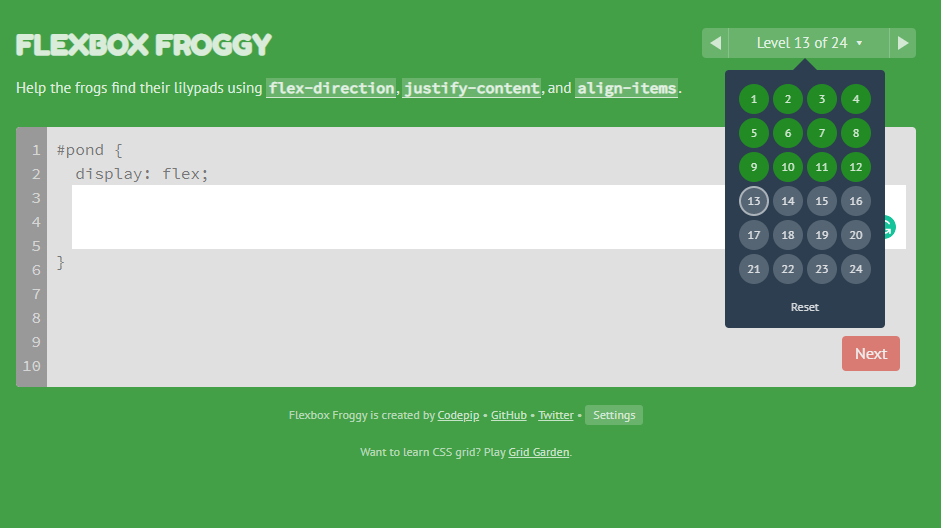 FLEXBOX FROGGY
Level 13 of 24
Help the frogs find their lilypads using flex-direction, justify-content, and align-items.
1 #pond {
2 display: flex;
3
4
5
6 }
7
8
9
10
1 2 3 4
5 6 7 8
9 10 11 12
13 14 15 16
17 18 19 20
21 22 23 24
Reset
Next
Flexbox Froggy is created by Codepip • GitHub • Twitter • Settings
Want to learn CSS grid? Play Grid Garden.